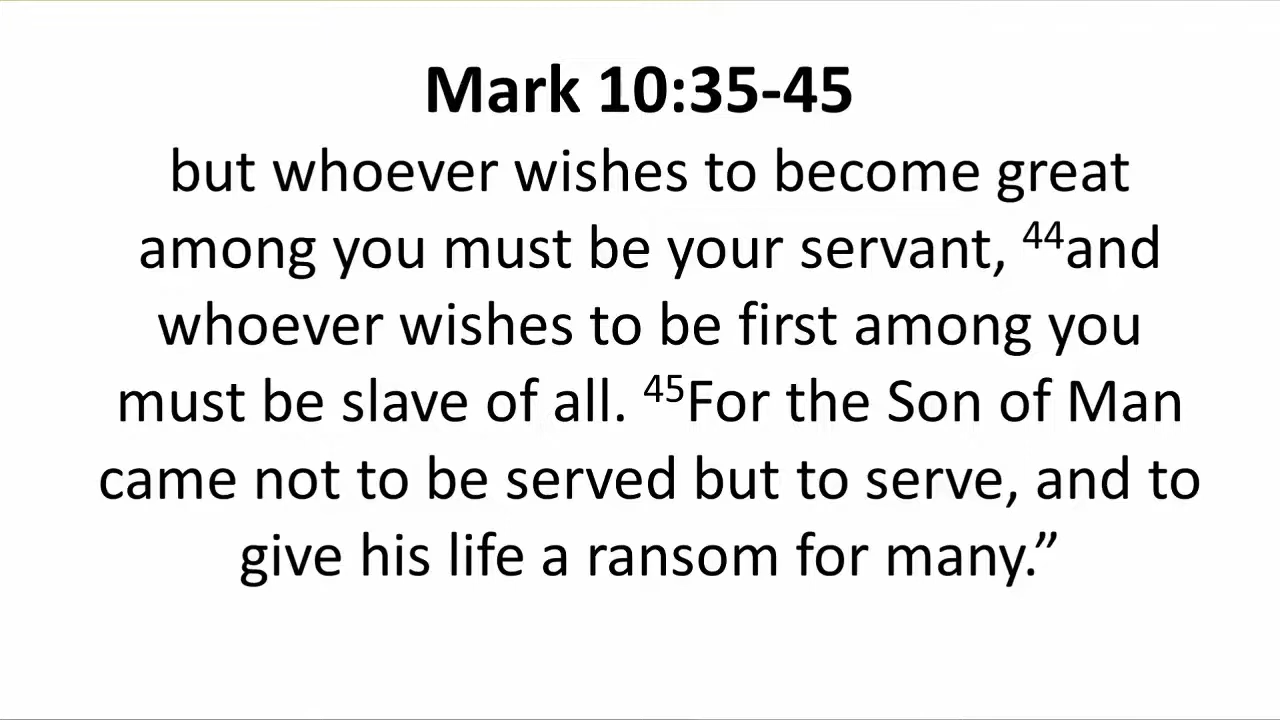 Mark 10:35-45
but whoever wishes to become great
among you must be your servant, ⁴⁴and
whoever wishes to be first among you
must be slave of all. ⁴⁵For the Son of Man
came not to be served but to serve, and to
give his life a ransom for many.”